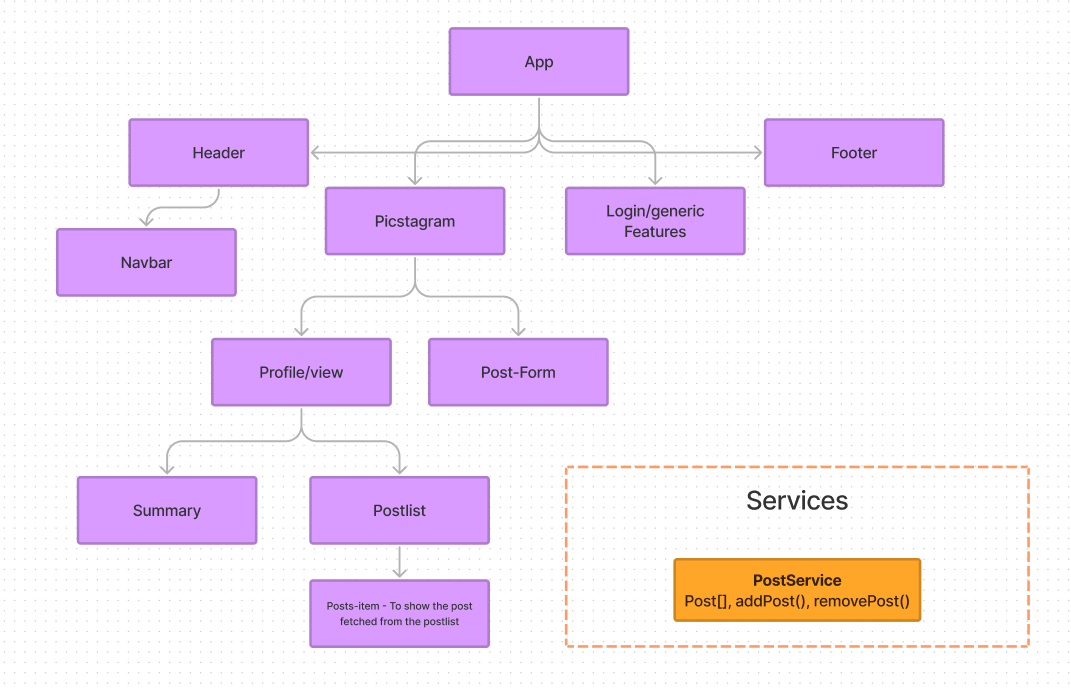 App
Header
Footer
Picstagram
Login/generic
Features
Navbar
Profile/view
Post-Form
Summary
Postlist
Services
PostService
Post[], addPost(), removePost()
Posts-item - To show the post
fetched from the postlist